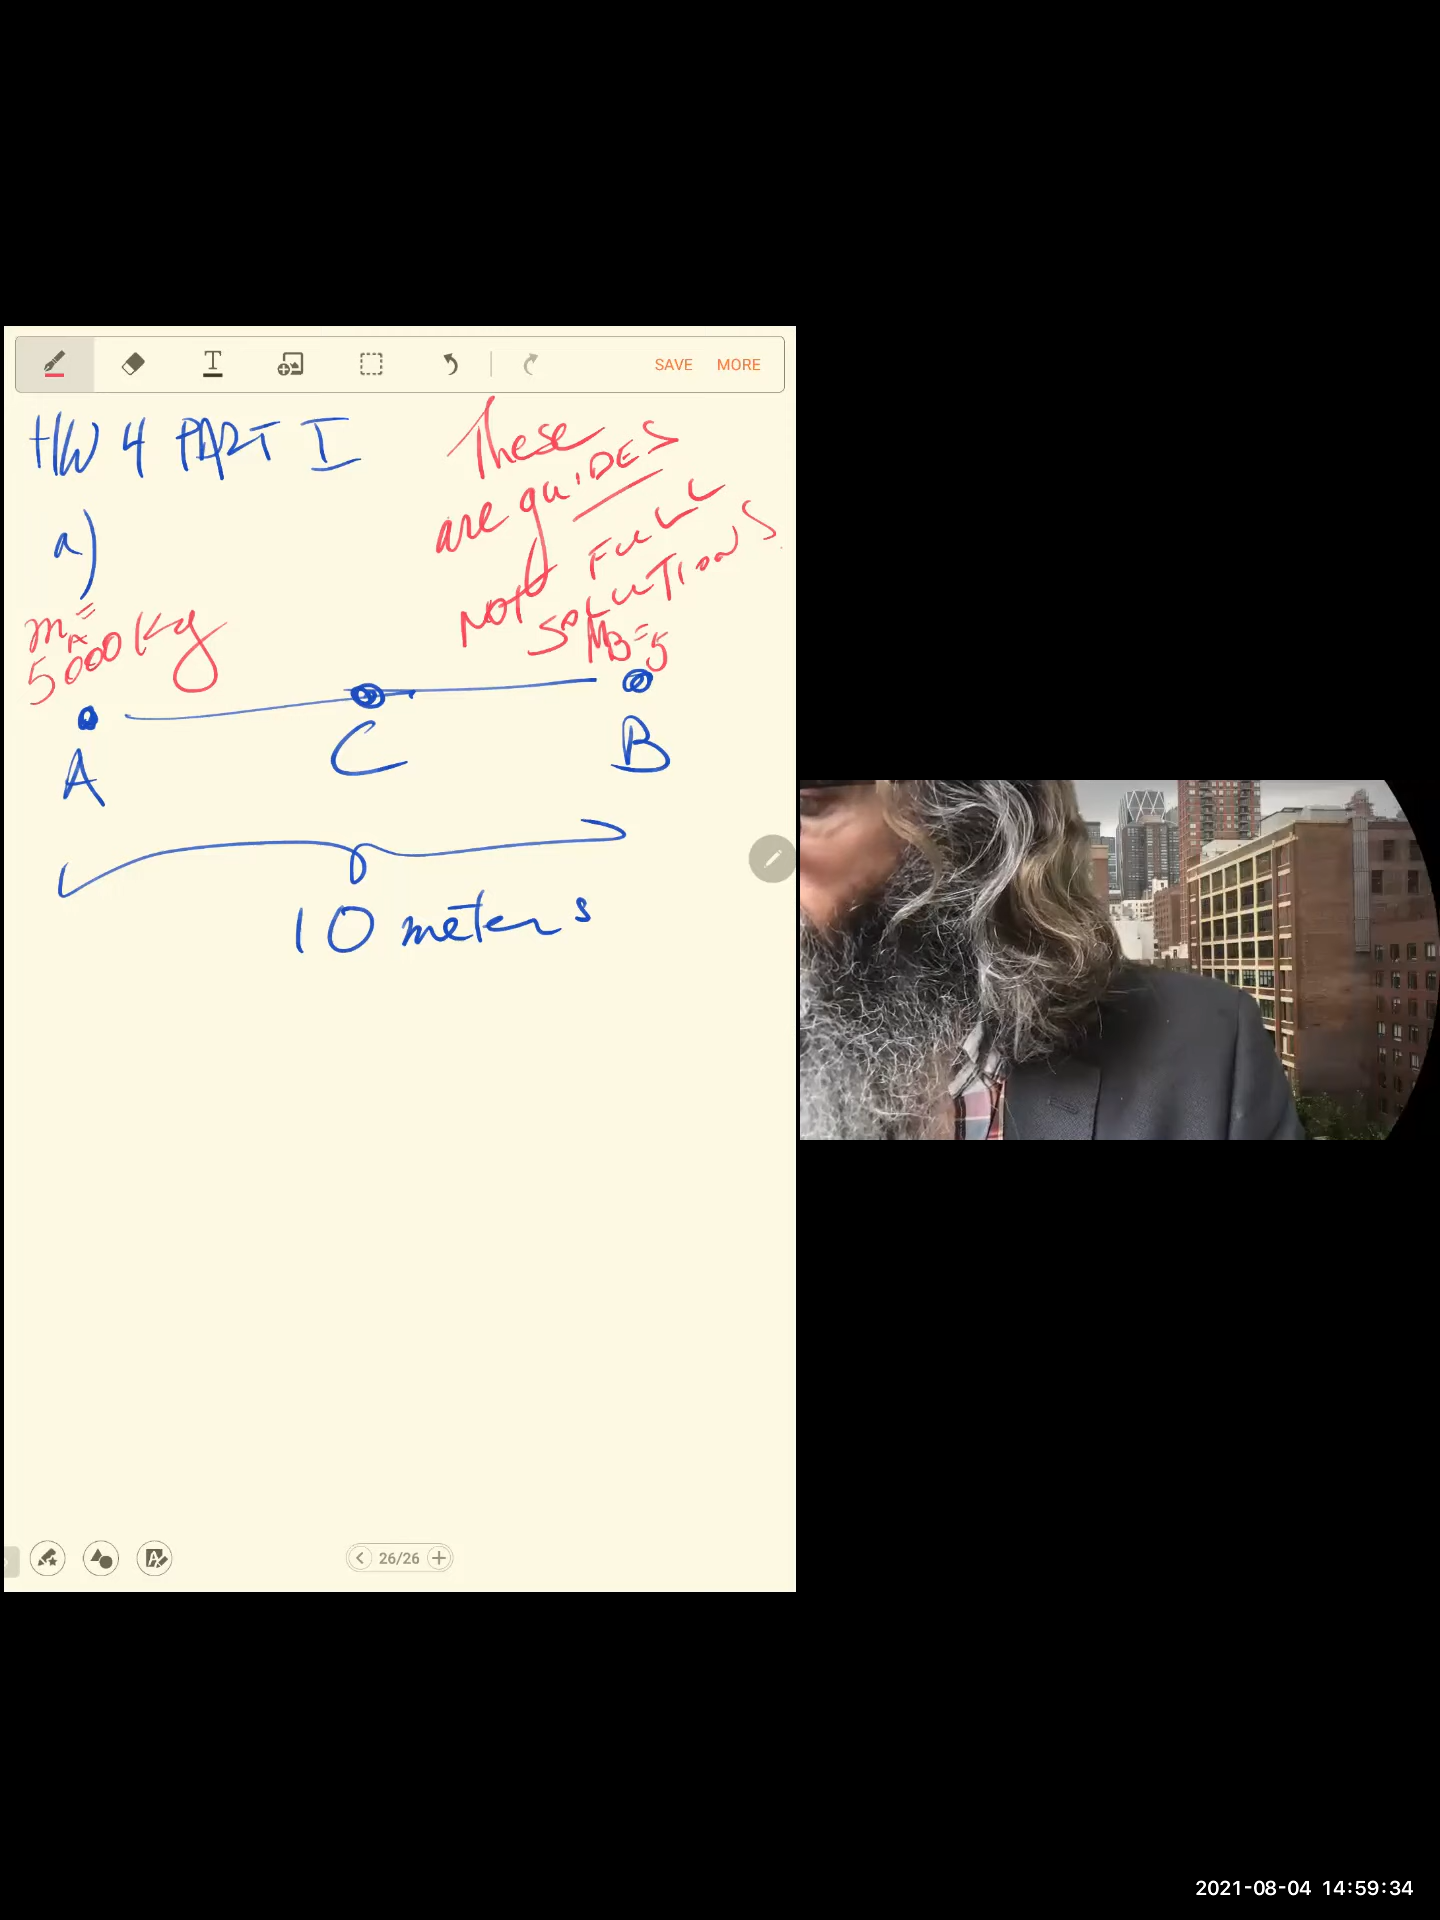 SAVE MORE
HW 4 PART I
These
are guiDES
Not FULL
SOLUTIONS
a)
mA=
5000 Kg
MB=5
A C B
10 meters
26/26
2021-08-04 14:59:34